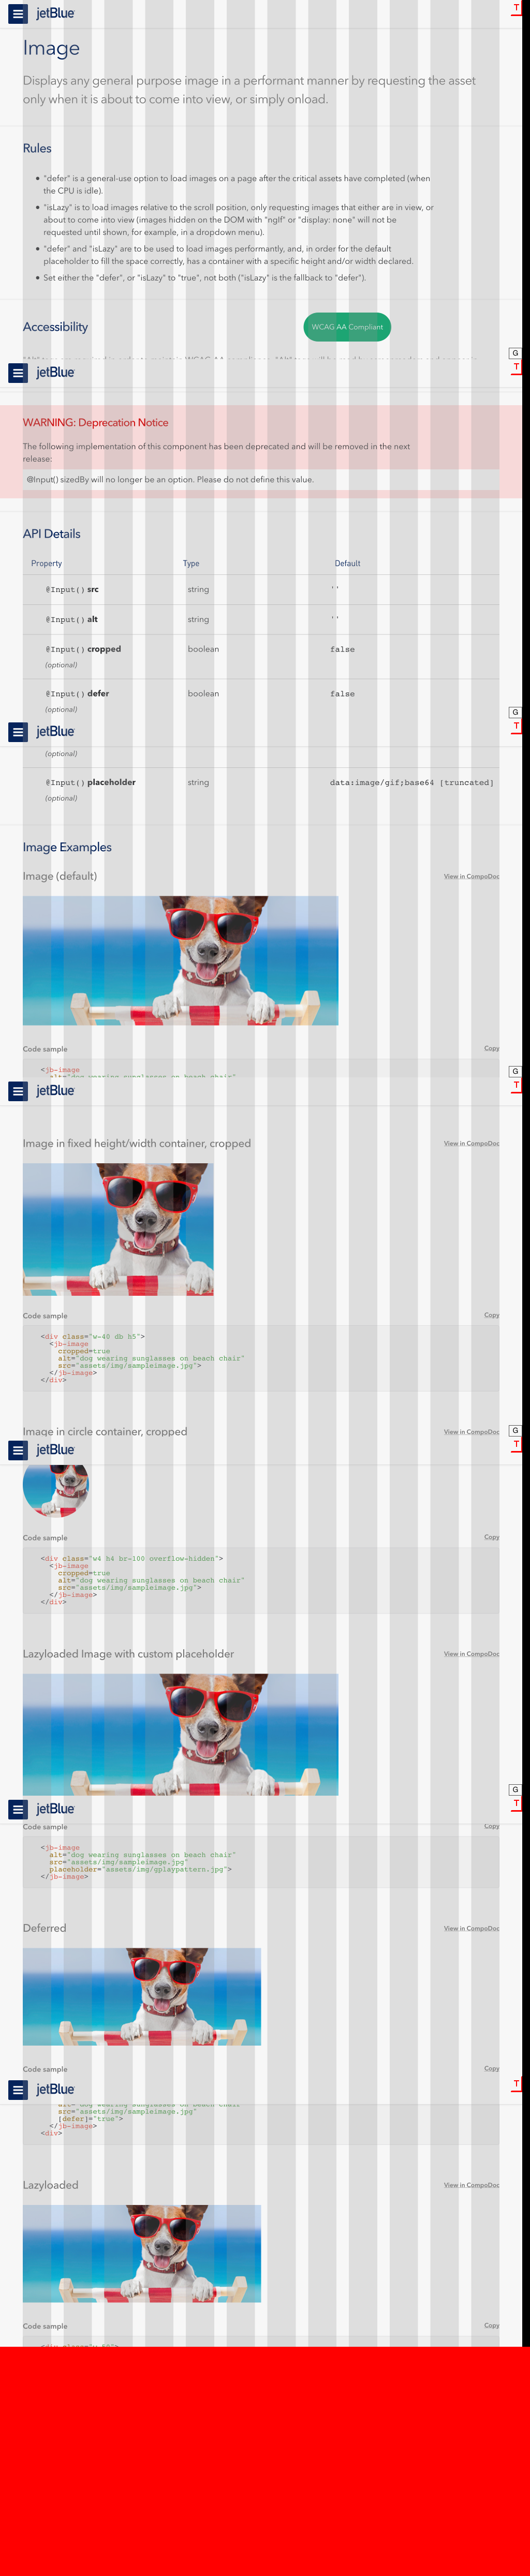 jetBlue
T
Image
Displays any general purpose image in a performant manner by requesting the asset
only when it is about to come into view, or simply onload.
Rules
"defer" is a general-use option to load images on a page after the critical assets have completed (when
the CPU is idle).
"isLazy" is to load images relative to the scroll position, only requesting images that either are in view, or
about to come into view (images hidden on the DOM with "ngIf" or "display: none" will not be
requested until shown, for example, in a dropdown menu).
"defer" and "isLazy" are to be used to load images performantly, and, in order for the default
placeholder to fill the space correctly, has a container with a specific height and/or width declared.
Set either the "defer", or "isLazy" to "true", not both ("isLazy" is the fallback to "defer").
Accessibility
WCAG AA Compliant
G
jetBlue
T
WARNING: Deprecation Notice
The following implementation of this component has been deprecated and will be removed in the next
release:
@Input() sizedBy will no longer be an option. Please do not define this value.
API Details
Property Type Default
@Input() src string ''
@Input() alt string ''
@Input() cropped boolean false
(optional)
@Input() defer boolean false
(optional)
G
jetBlue
T
(optional)
@Input() placeholder string data:image/gif;base64 [truncated]
(optional)
Image Examples
Image (default) View in CompoDoc
Code sample Copy
<jb-image
alt="dog wearing sunglasses on beach chair"
G
jetBlue
T
Image in fixed height/width container, cropped View in CompoDoc
Code sample Copy
<div class="w-40 db h5">
<jb-image
cropped=true
alt="dog wearing sunglasses on beach chair"
src="assets/img/sampleimage.jpg">
</jb-image>
</div>
Image in circle container, cropped View in CompoDoc
G
jetBlue
T
Code sample Copy
<div class="w4 h4 br-100 overflow-hidden">
<jb-image
cropped=true
alt="dog wearing sunglasses on beach chair"
src="assets/img/sampleimage.jpg">
</jb-image>
</div>
Lazyloaded Image with custom placeholder View in CompoDoc
G
jetBlue
T
Code sample Copy
<jb-image
alt="dog wearing sunglasses on beach chair"
src="assets/img/sampleimage.jpg"
placeholder="assets/img/gplaypattern.jpg">
</jb-image>
Deferred View in CompoDoc
Code sample Copy
jetBlue
T
alt="dog wearing sunglasses on beach chair"
src="assets/img/sampleimage.jpg"
[defer]="true">
</jb-image>
<div>
Lazyloaded View in CompoDoc
Code sample Copy